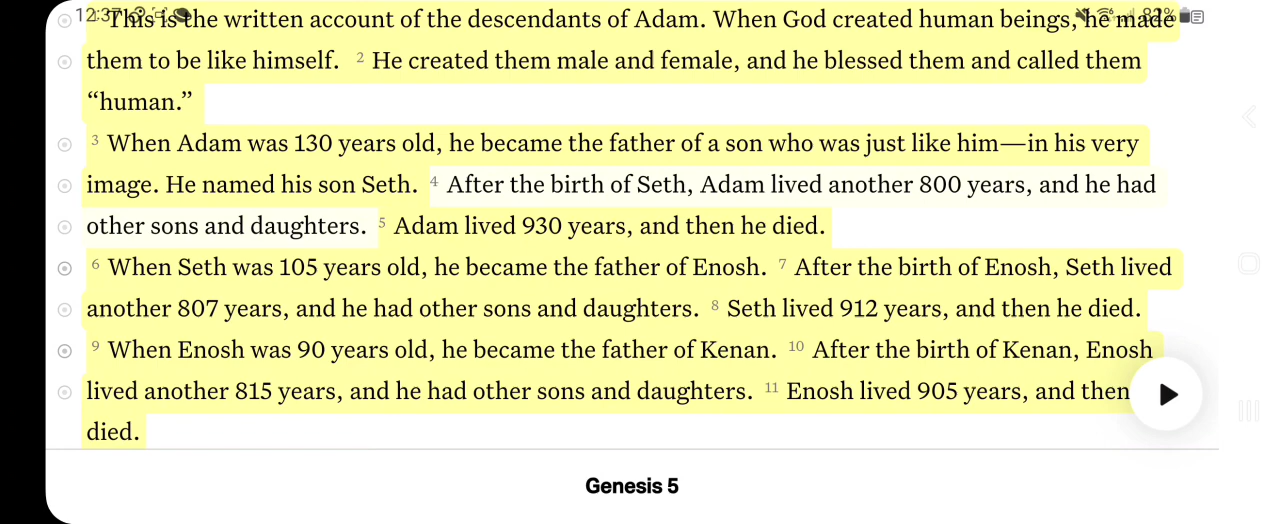 12:37 82%
1 This is the written account of the descendants of Adam. When God created human beings, he made
them to be like himself. 2 He created them male and female, and he blessed them and called them
“human.”
3 When Adam was 130 years old, he became the father of a son who was just like him—in his very
image. He named his son Seth. 4 After the birth of Seth, Adam lived another 800 years, and he had
other sons and daughters. 5 Adam lived 930 years, and then he died.
6 When Seth was 105 years old, he became the father of Enosh. 7 After the birth of Enosh, Seth lived
another 807 years, and he had other sons and daughters. 8 Seth lived 912 years, and then he died.
9 When Enosh was 90 years old, he became the father of Kenan. 10 After the birth of Kenan, Enosh
lived another 815 years, and he had other sons and daughters. 11 Enosh lived 905 years, and then
died.
Genesis 5